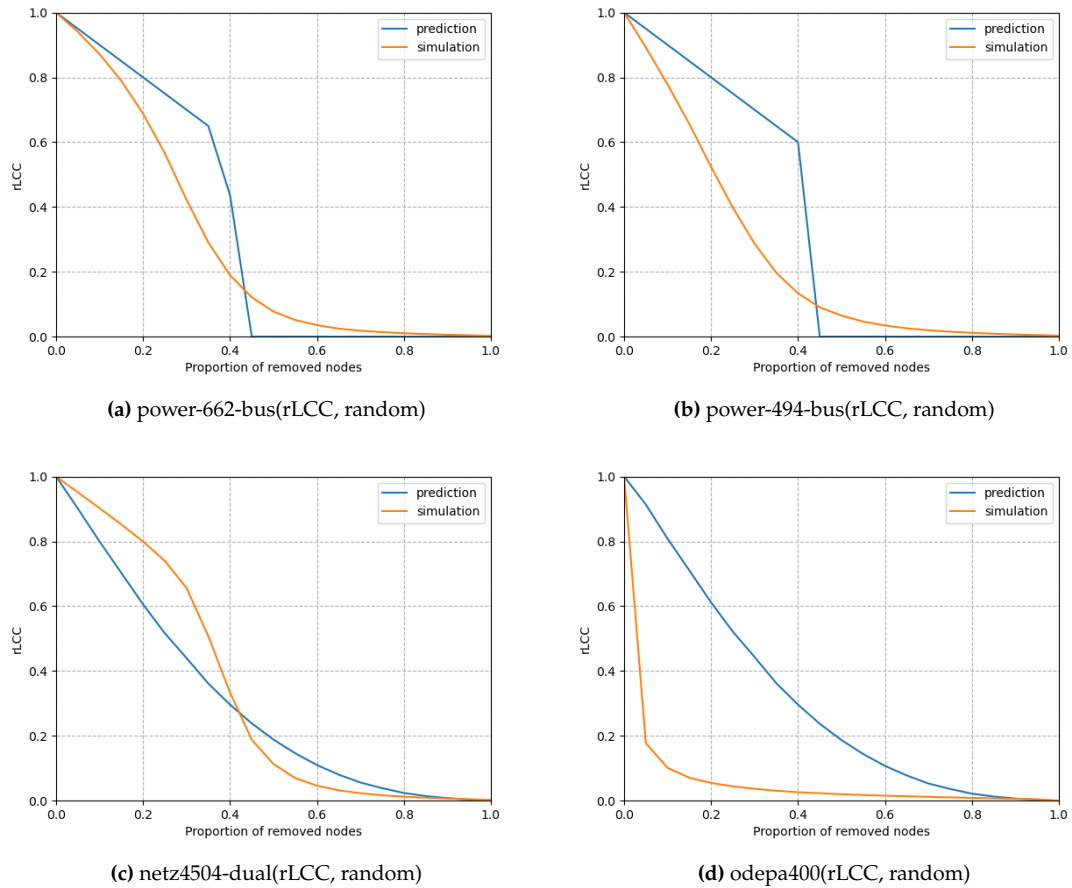 1.0
0.8
0.6
0.4
0.2
0.0
rLCC
prediction
simulation
0.0 0.2 0.4 0.6 0.8 1.0
Proportion of removed nodes
(a) power-662-bus(rLCC, random)
1.0
0.8
0.6
0.4
0.2
0.0
rLCC
prediction
simulation
0.0 0.2 0.4 0.6 0.8 1.0
Proportion of removed nodes
(b) power-494-bus(rLCC, random)
1.0
0.8
0.6
0.4
0.2
0.0
rLCC
prediction
simulation
0.0 0.2 0.4 0.6 0.8 1.0
Proportion of removed nodes
(c) netz4504-dual(rLCC, random)
1.0
0.8
0.6
0.4
0.2
0.0
rLCC
prediction
simulation
0.0 0.2 0.4 0.6 0.8 1.0
Proportion of removed nodes
(d) odepa400(rLCC, random)